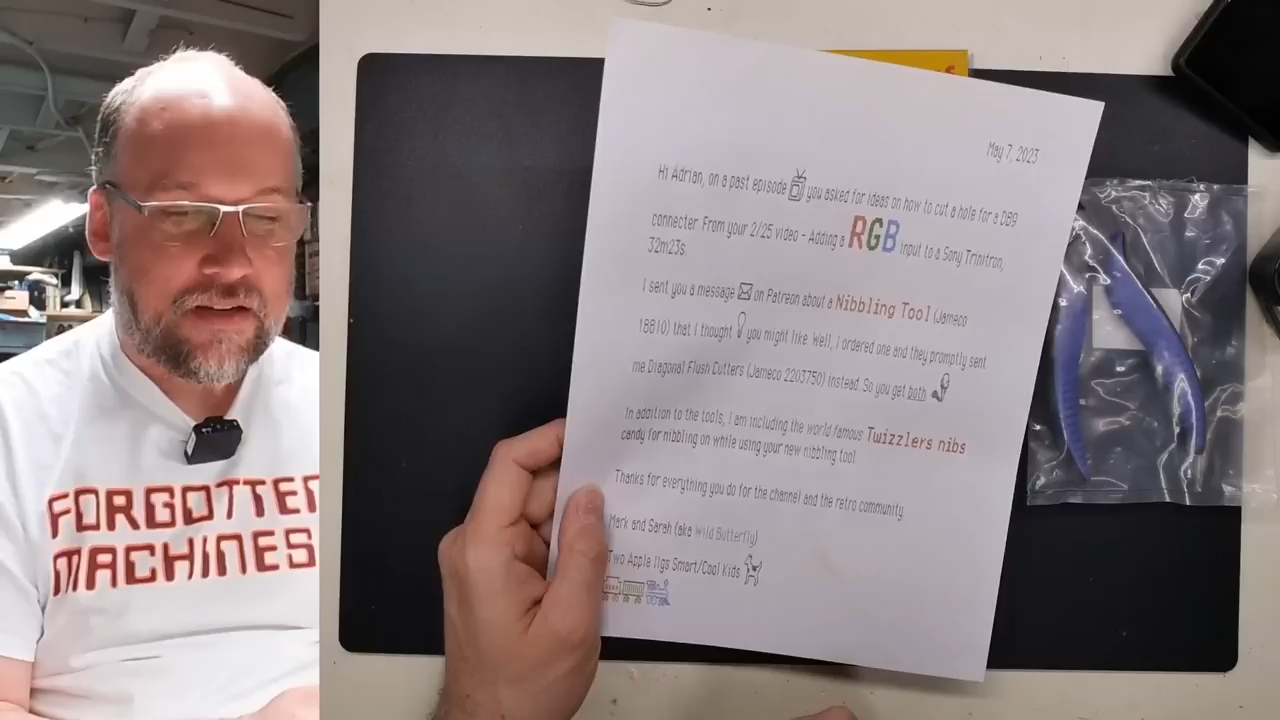 FORGOTTEN
MACHINES
May 7, 2023
Hi Adrian, on a past episode you asked for ideas on how to cut a hole for a DB9
connecter From your 2/25 video - Adding a RGB input to a Sony Trinitron,
32m23s.
I sent you a message on Patreon about a Nibbling Tool (Jameco
18810) that I thought you might like. Well, I ordered one and they promptly sent
me Diagonal Flush Cutters (Jameco 2203750) instead. So you get both
In addition to the tools, I am including the world famous Twizzlers nibs
candy for nibbling on while using your new nibbling tool
Thanks for everything you do for the channel and the retro community
Mark and Sarah (aka Wild Butterfly)
Two Apple IIgs Smart/Cool Kids